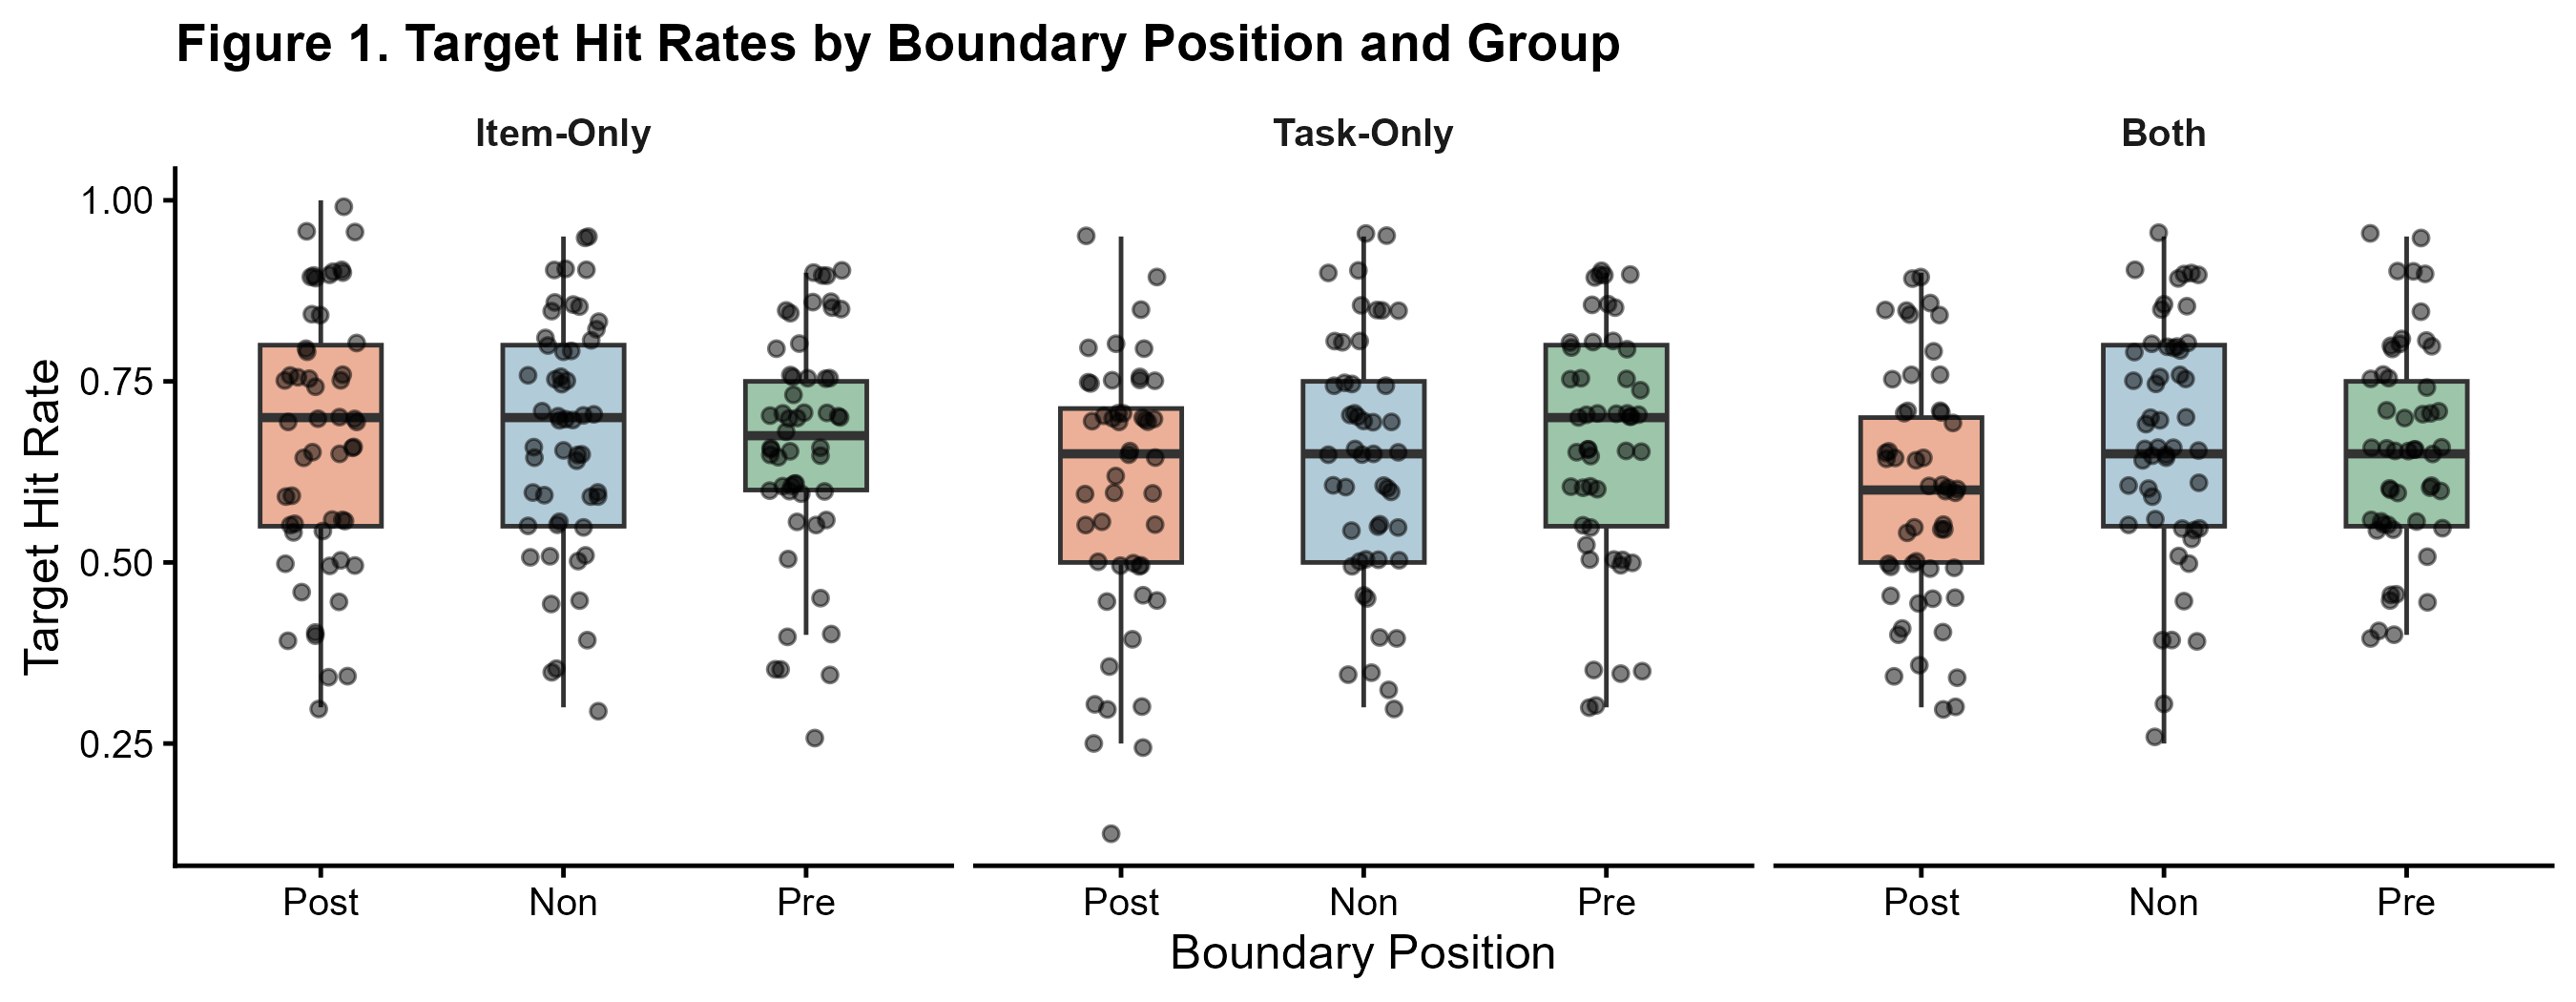 Figure 1. Target Hit Rates by Boundary Position and Group
Item-Only
Task-Only
Both
Target Hit Rate
1.00
0.75
0.50
0.25
Post
Non
Pre
Post
Non
Pre
Post
Non
Pre
Boundary Position